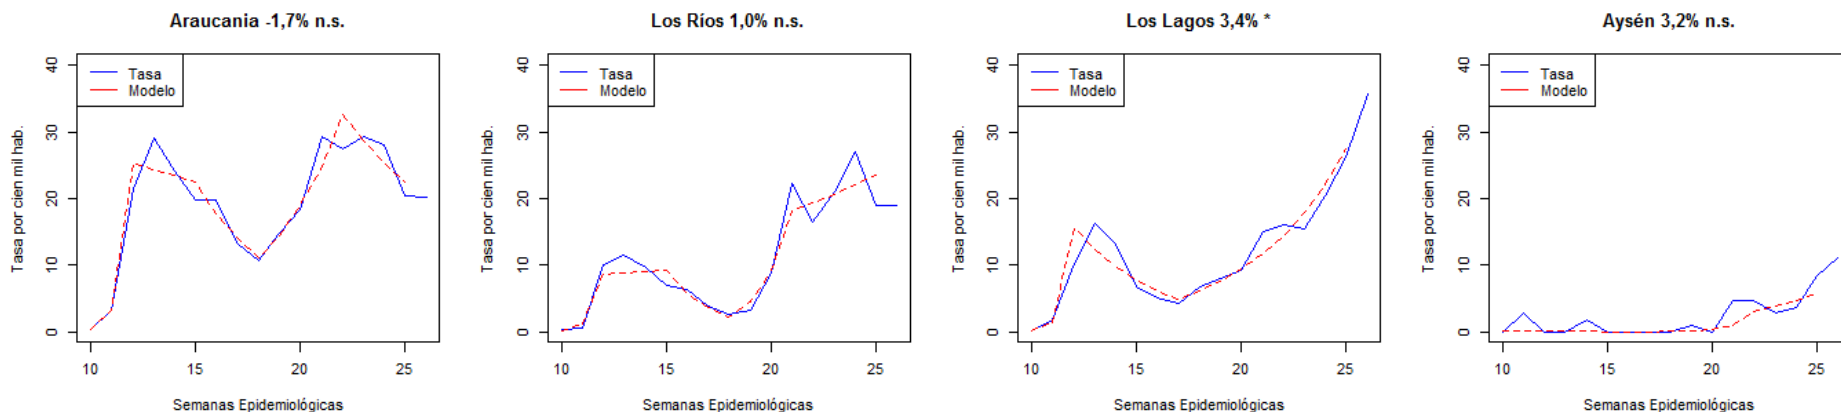 Araucania -1,7% n.s.
Tasa
Modelo
Tasa por cien mil hab.
0
10
20
30
40
10
15
20
25
Semanas Epidemiológicas
Los Ríos 1,0% n.s.
Tasa
Modelo
Tasa por cien mil hab.
0
10
20
30
40
10
15
20
25
Semanas Epidemiológicas
Los Lagos 3,4% *
Tasa
Modelo
Tasa por cien mil hab.
0
10
20
30
40
10
15
20
25
Semanas Epidemiológicas
Aysén 3,2% n.s.
Tasa
Modelo
Tasa por cien mil hab.
0
10
20
30
40
10
15
20
25
Semanas Epidemiológicas